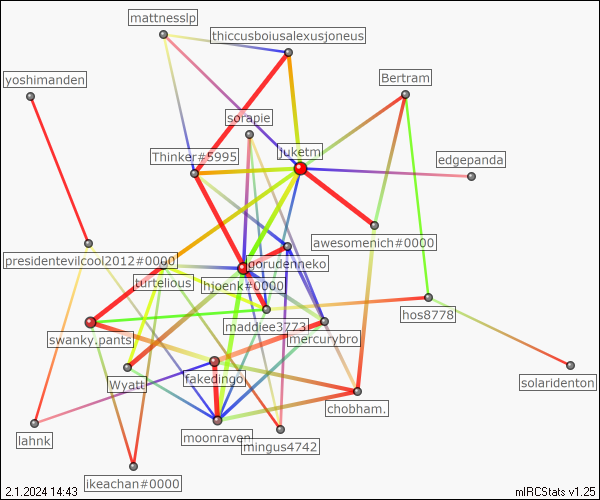 mattnesslp
thiccusboiusalexusjoneus
yoshimanden
Bertram
sorapie
Thinker#5995
juketm
edgepanda
awesomenich#0000
presidentevilcool2012#0000
gorudenneko
turtelious
hjoenk#0000
hos8778
maddiee3773
swanky.pants
mercurybro
Wyatt
fakedingo
solaridenton
chobham.
lahnk
moonraven
mingus4742
ikeachan#0000
2.1.2024 14:43
mIRCStats v1.25